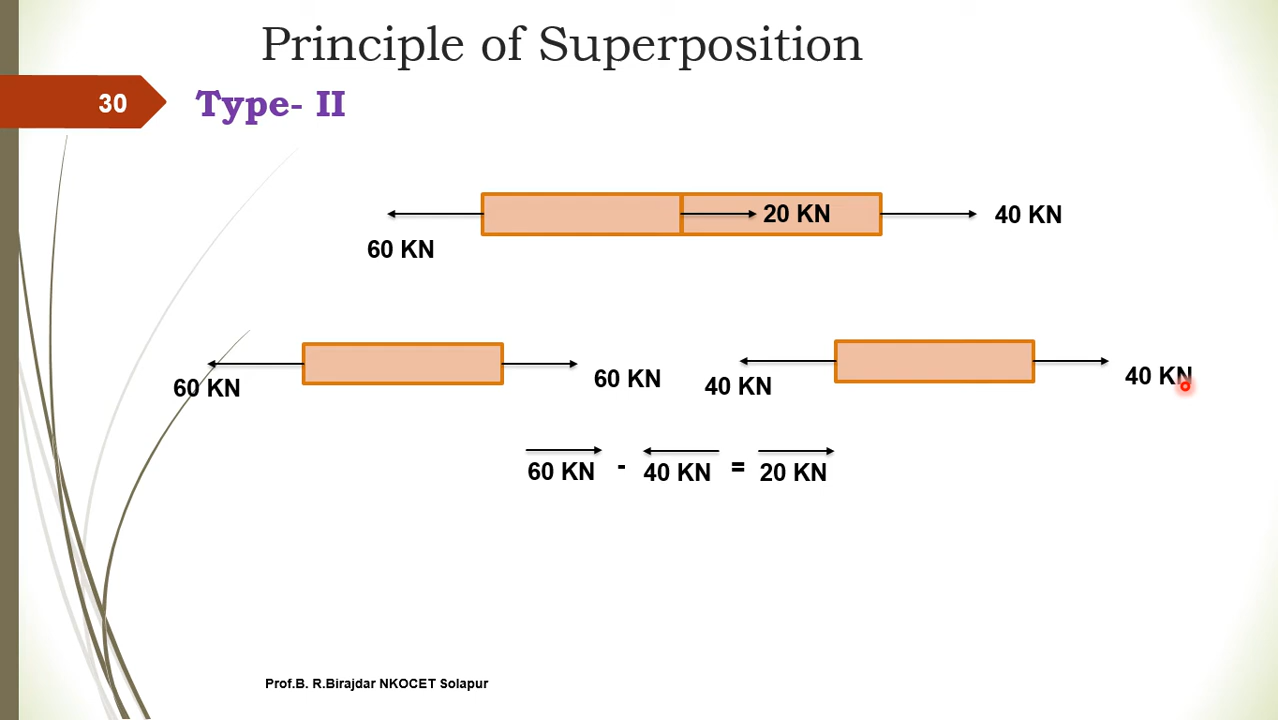 Principle of Superposition
30
Type- II
20 KN
40 KN
60 KN
60 KN
60 KN
40 KN
40 KN
60 KN - 40 KN = 20 KN
Prof.B. R.Birajdar NKOCET Solapur